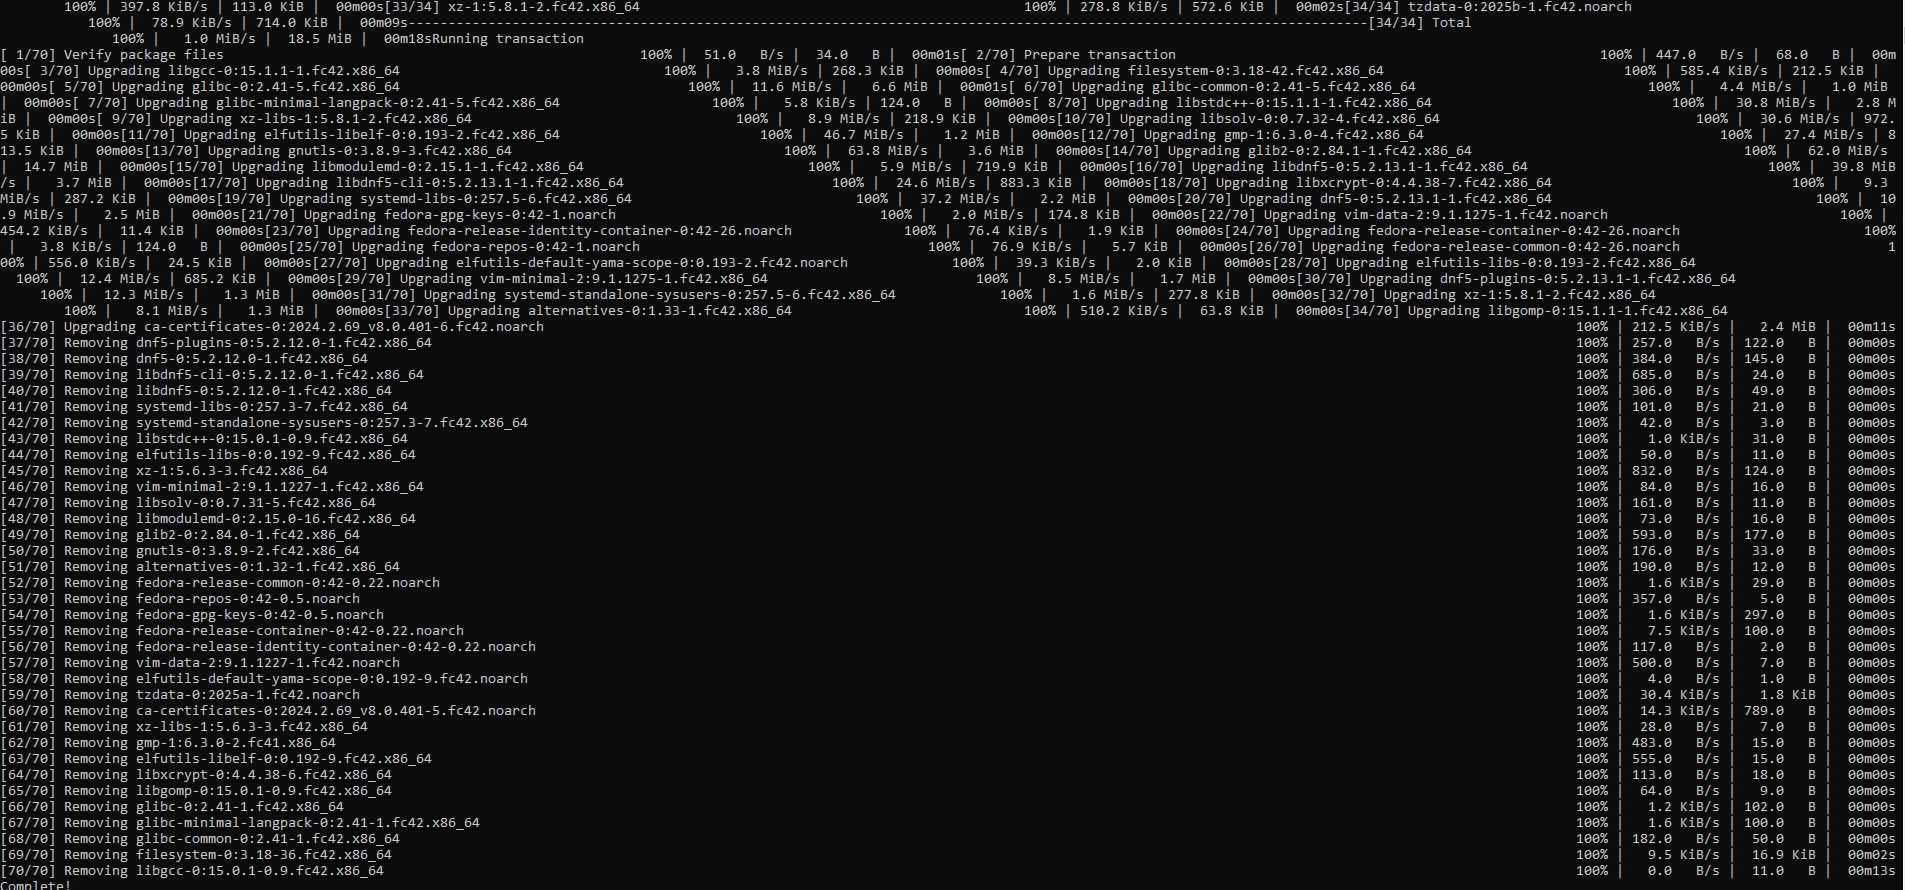 100% | 397.8 KiB/s | 113.0 KiB |  00m00s[33/34] xz-1:5.8.1-2.fc42.x86_64                                                100% | 278.8 KiB/s | 572.6 KiB |  00m02s[34/34] tzdata-0:2025b-1.fc42.noarch
100% |  78.9 KiB/s | 714.0 KiB |  00m09s------------------------------------------------------------------------------------------------------------------------[34/34] Total
100% |   1.0 MiB/s |  18.5 MiB |  00m18sRunning transaction
[ 1/70] Verify package files                                                    100% |  51.0   B/s |  34.0   B |  00m01s[ 2/70] Prepare transaction                                                     100% | 447.0   B/s |  68.0   B |  00m
00s[ 3/70] Upgrading libgcc-0:15.1.1-1.fc42.x86_64                                 100% |   3.8 MiB/s | 268.3 KiB |  00m00s[ 4/70] Upgrading filesystem-0:3.18-42.fc42.x86_64                              100% | 585.4 KiB/s | 212.5 KiB |
00m00s[ 5/70] Upgrading glibc-0:2.41-5.fc42.x86_64                                    100% |  11.6 MiB/s |   6.6 MiB |  00m01s[ 6/70] Upgrading glibc-common-0:2.41-5.fc42.x86_64                             100% |   4.4 MiB/s |   1.0 MiB
|  00m00s[ 7/70] Upgrading glibc-minimal-langpack-0:2.41-5.fc42.x86_64                   100% |   5.8 KiB/s | 124.0   B |  00m00s[ 8/70] Upgrading libstdc++-0:15.1.1-1.fc42.x86_64                              100% |  30.8 MiB/s |   2.8 M
iB |  00m00s[ 9/70] Upgrading xz-libs-1:5.8.1-2.fc42.x86_64                                 100% |   8.9 MiB/s | 218.9 KiB |  00m00s[10/70] Upgrading libsolv-0:0.7.32-4.fc42.x86_64                                100% |  30.6 MiB/s | 972.
5 KiB |  00m00s[11/70] Upgrading elfutils-libelf-0:0.193-2.fc42.x86_64                         100% |  46.7 MiB/s |   1.2 MiB |  00m00s[12/70] Upgrading gmp-1:6.3.0-4.fc42.x86_64                                     100% |  27.4 MiB/s | 8
13.5 KiB |  00m00s[13/70] Upgrading gnutls-0:3.8.9-3.fc42.x86_64                                  100% |  63.8 MiB/s |   3.6 MiB |  00m00s[14/70] Upgrading glib2-0:2.84.1-1.fc42.x86_64                                  100% |  62.0 MiB/s
|  14.7 MiB |  00m00s[15/70] Upgrading libmodulemd-0:2.15.1-1.fc42.x86_64                            100% |   5.9 MiB/s | 719.9 KiB |  00m00s[16/70] Upgrading libdnf5-0:5.2.13.1-1.fc42.x86_64                              100% |  39.8 MiB
/s |   3.7 MiB |  00m00s[17/70] Upgrading libdnf5-cli-0:5.2.13.1-1.fc42.x86_64                          100% |  24.6 MiB/s | 883.3 KiB |  00m00s[18/70] Upgrading libxcrypt-0:4.4.38-7.fc42.x86_64                              100% |   9.3
MiB/s | 287.2 KiB |  00m00s[19/70] Upgrading systemd-libs-0:257.5-6.fc42.x86_64                            100% |  37.2 MiB/s |   2.2 MiB |  00m00s[20/70] Upgrading dnf5-0:5.2.13.1-1.fc42.x86_64                                 100% |  10
.9 MiB/s |   2.5 MiB |  00m00s[21/70] Upgrading fedora-gpg-keys-0:42-1.noarch                                 100% |   2.0 MiB/s | 174.8 KiB |  00m00s[22/70] Upgrading vim-data-2:9.1.1275-1.fc42.noarch                             100% |
454.2 KiB/s |  11.4 KiB |  00m00s[23/70] Upgrading fedora-release-identity-container-0:42-26.noarch              100% |  76.4 KiB/s |   1.9 KiB |  00m00s[24/70] Upgrading fedora-release-container-0:42-26.noarch                       100%
|   3.8 KiB/s | 124.0   B |  00m00s[25/70] Upgrading fedora-repos-0:42-1.noarch                                    100% |  76.9 KiB/s |   5.7 KiB |  00m00s[26/70] Upgrading fedora-release-common-0:42-26.noarch                          1
00% | 556.0 KiB/s |  24.5 KiB |  00m00s[27/70] Upgrading elfutils-default-yama-scope-0:0.193-2.fc42.noarch              100% |  39.3 KiB/s |   2.0 KiB |  00m00s[28/70] Upgrading elfutils-libs-0:0.193-2.fc42.x86_64
100% |  12.4 MiB/s | 685.2 KiB |  00m00s[29/70] Upgrading vim-minimal-2:9.1.1275-1.fc42.x86_64                          100% |   8.5 MiB/s |   1.7 MiB |  00m00s[30/70] Upgrading dnf5-plugins-0:5.2.13.1-1.fc42.x86_64
100% |  12.3 MiB/s |   1.3 MiB |  00m00s[31/70] Upgrading systemd-standalone-sysusers-0:257.5-6.fc42.x86_64             100% |   1.6 MiB/s | 277.8 KiB |  00m00s[32/70] Upgrading xz-1:5.8.1-2.fc42.x86_64
100% |   8.1 MiB/s |   1.3 MiB |  00m00s[33/70] Upgrading alternatives-0:1.33-1.fc42.x86_64                             100% | 510.2 KiB/s |  63.8 KiB |  00m00s[34/70] Upgrading libgomp-0:15.1.1-1.fc42.x86_64
[36/70] Upgrading ca-certificates-0:2024.2.69_v8.0.401-6.fc42.noarch 100% | 212.5 KiB/s |   2.4 MiB |  00m11s
[37/70] Removing dnf5-plugins-0:5.2.12.0-1.fc42.x86_64 100% | 257.0   B/s | 122.0   B |  00m00s
[38/70] Removing dnf5-0:5.2.12.0-1.fc42.x86_64 100% | 384.0   B/s | 145.0   B |  00m00s
[39/70] Removing libdnf5-cli-0:5.2.12.0-1.fc42.x86_64 100% | 685.0   B/s |  24.0   B |  00m00s
[40/70] Removing libdnf5-0:5.2.12.0-1.fc42.x86_64 100% | 306.0   B/s |  49.0   B |  00m00s
[41/70] Removing systemd-libs-0:257.3-7.fc42.x86_64 100% | 101.0   B/s |  21.0   B |  00m00s
[42/70] Removing systemd-standalone-sysusers-0:257.3-7.fc42.x86_64 100% |  42.0   B/s |   3.0   B |  00m00s
[43/70] Removing libstdc++-0:15.0.1-0.9.fc42.x86_64 100% |   1.0 KiB/s |  31.0   B |  00m00s
[44/70] Removing elfutils-libs-0:0.192-9.fc42.x86_64 100% |  50.0   B/s |  11.0   B |  00m00s
[45/70] Removing xz-1:5.6.3-3.fc42.x86_64 100% | 832.0   B/s | 124.0   B |  00m00s
[46/70] Removing vim-minimal-2:9.1.1227-1.fc42.x86_64 100% |  84.0   B/s |  16.0   B |  00m00s
[47/70] Removing libsolv-0:0.7.31-5.fc42.x86_64 100% | 161.0   B/s |  11.0   B |  00m00s
[48/70] Removing libmodulemd-0:2.15.0-16.fc42.x86_64 100% |  73.0   B/s |  16.0   B |  00m00s
[49/70] Removing glib2-0:2.84.0-1.fc42.x86_64 100% | 593.0   B/s | 177.0   B |  00m00s
[50/70] Removing gnutls-0:3.8.9-2.fc42.x86_64 100% | 176.0   B/s |  33.0   B |  00m00s
[51/70] Removing alternatives-0:1.32-1.fc42.x86_64 100% | 190.0   B/s |  12.0   B |  00m00s
[52/70] Removing fedora-release-common-0:42-0.22.noarch 100% |   1.6 KiB/s |  29.0   B |  00m00s
[53/70] Removing fedora-repos-0:42-0.5.noarch 100% | 357.0   B/s |   5.0   B |  00m00s
[54/70] Removing fedora-gpg-keys-0:42-0.5.noarch 100% |   1.6 KiB/s | 297.0   B |  00m00s
[55/70] Removing fedora-release-container-0:42-0.22.noarch 100% |   7.5 KiB/s | 100.0   B |  00m00s
[56/70] Removing fedora-release-identity-container-0:42-0.22.noarch 100% | 117.0   B/s |   2.0   B |  00m00s
[57/70] Removing vim-data-2:9.1.1227-1.fc42.noarch 100% | 500.0   B/s |   7.0   B |  00m00s
[58/70] Removing elfutils-default-yama-scope-0:0.192-9.fc42.noarch 100% |   4.0   B/s |   1.0   B |  00m00s
[59/70] Removing tzdata-0:2025a-1.fc42.noarch 100% |  30.4 KiB/s |   1.8 KiB |  00m00s
[60/70] Removing ca-certificates-0:2024.2.69_v8.0.401-5.fc42.noarch 100% |  14.3 KiB/s | 789.0   B |  00m00s
[61/70] Removing xz-libs-1:5.6.3-3.fc42.x86_64 100% |  28.0   B/s |   7.0   B |  00m00s
[62/70] Removing gmp-1:6.3.0-2.fc41.x86_64 100% | 483.0   B/s |  15.0   B |  00m00s
[63/70] Removing elfutils-libelf-0:0.192-9.fc42.x86_64 100% | 555.0   B/s |  15.0   B |  00m00s
[64/70] Removing libxcrypt-0:4.4.38-6.fc42.x86_64 100% | 113.0   B/s |  18.0   B |  00m00s
[65/70] Removing libgomp-0:15.0.1-0.9.fc42.x86_64 100% |  64.0   B/s |   9.0   B |  00m00s
[66/70] Removing glibc-0:2.41-1.fc42.x86_64 100% |   1.2 KiB/s | 102.0   B |  00m00s
[67/70] Removing glibc-minimal-langpack-0:2.41-1.fc42.x86_64 100% |   1.6 KiB/s | 100.0   B |  00m00s
[68/70] Removing glibc-common-0:2.41-1.fc42.x86_64 100% | 182.0   B/s |  50.0   B |  00m00s
[69/70] Removing filesystem-0:3.18-36.fc42.x86_64 100% |   9.5 KiB/s |  16.9 KiB |  00m02s
[70/70] Removing libgcc-0:15.0.1-0.9.fc42.x86_64 100% |   0.0   B/s |  11.0   B |  00m13s
Complete!